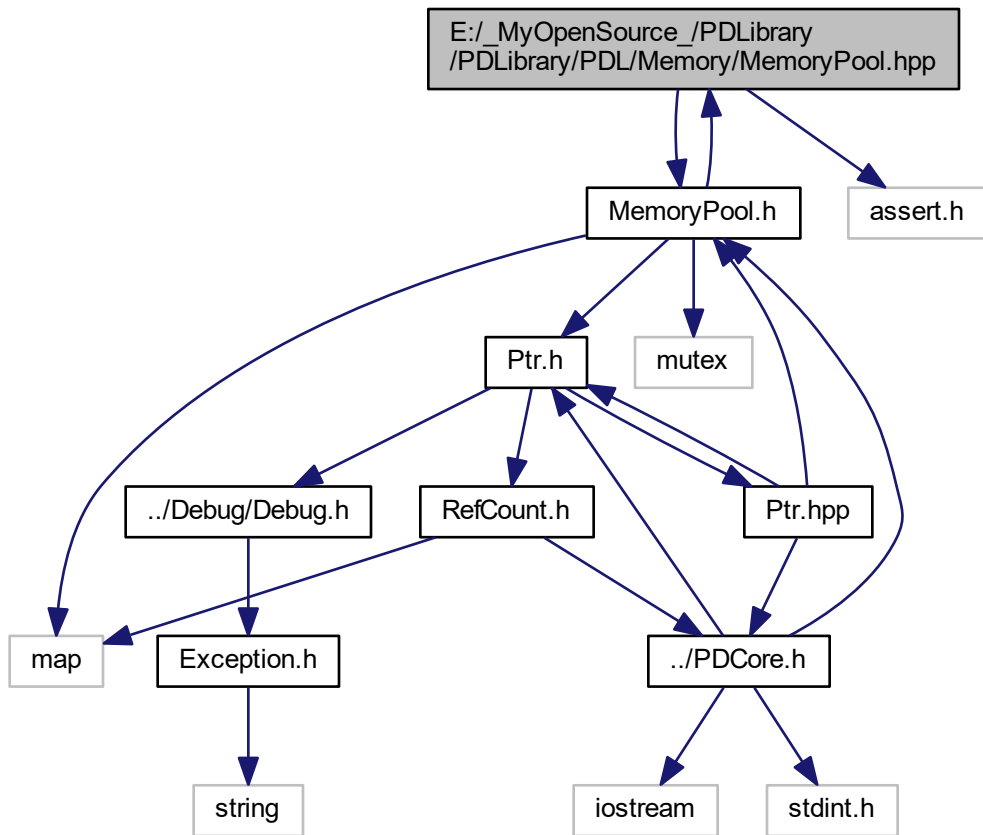 E:/_MyOpenSource_/PDLibrary
/PDLibrary/PDL/Memory/MemoryPool.hpp
MemoryPool.h
assert.h
Ptr.h
mutex
../Debug/Debug.h
RefCount.h
Ptr.hpp
map
Exception.h
../PDCore.h
string
iostream
stdint.h